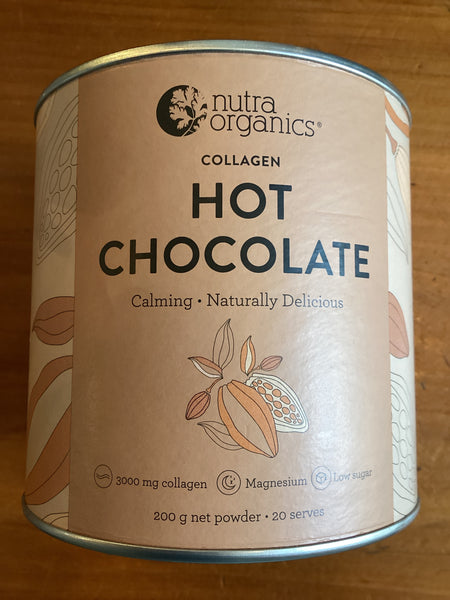 nutra
organics®
COLLAGEN
HOT
CHOCOLATE
Calming • Naturally Delicious
3000 mg collagen Magnesium Low sugar
200 g net powder • 20 serves